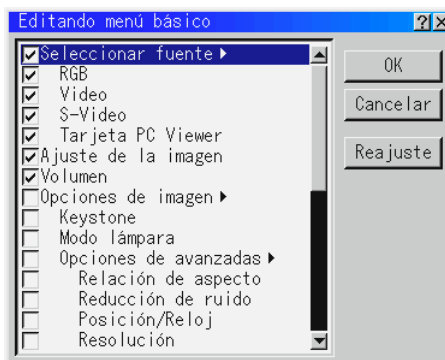 Editando menú básico
Seleccionar fuente
RGB
Video
S-Video
Tarjeta PC Viewer
Ajuste de la imagen
Volumen
Opciones de imagen
Keystone
Modo lámpara
Opciones de avanzadas
Relación de aspecto
Reducción de ruido
Posición/Reloj
Resolución
OK
Cancelar
Reajuste